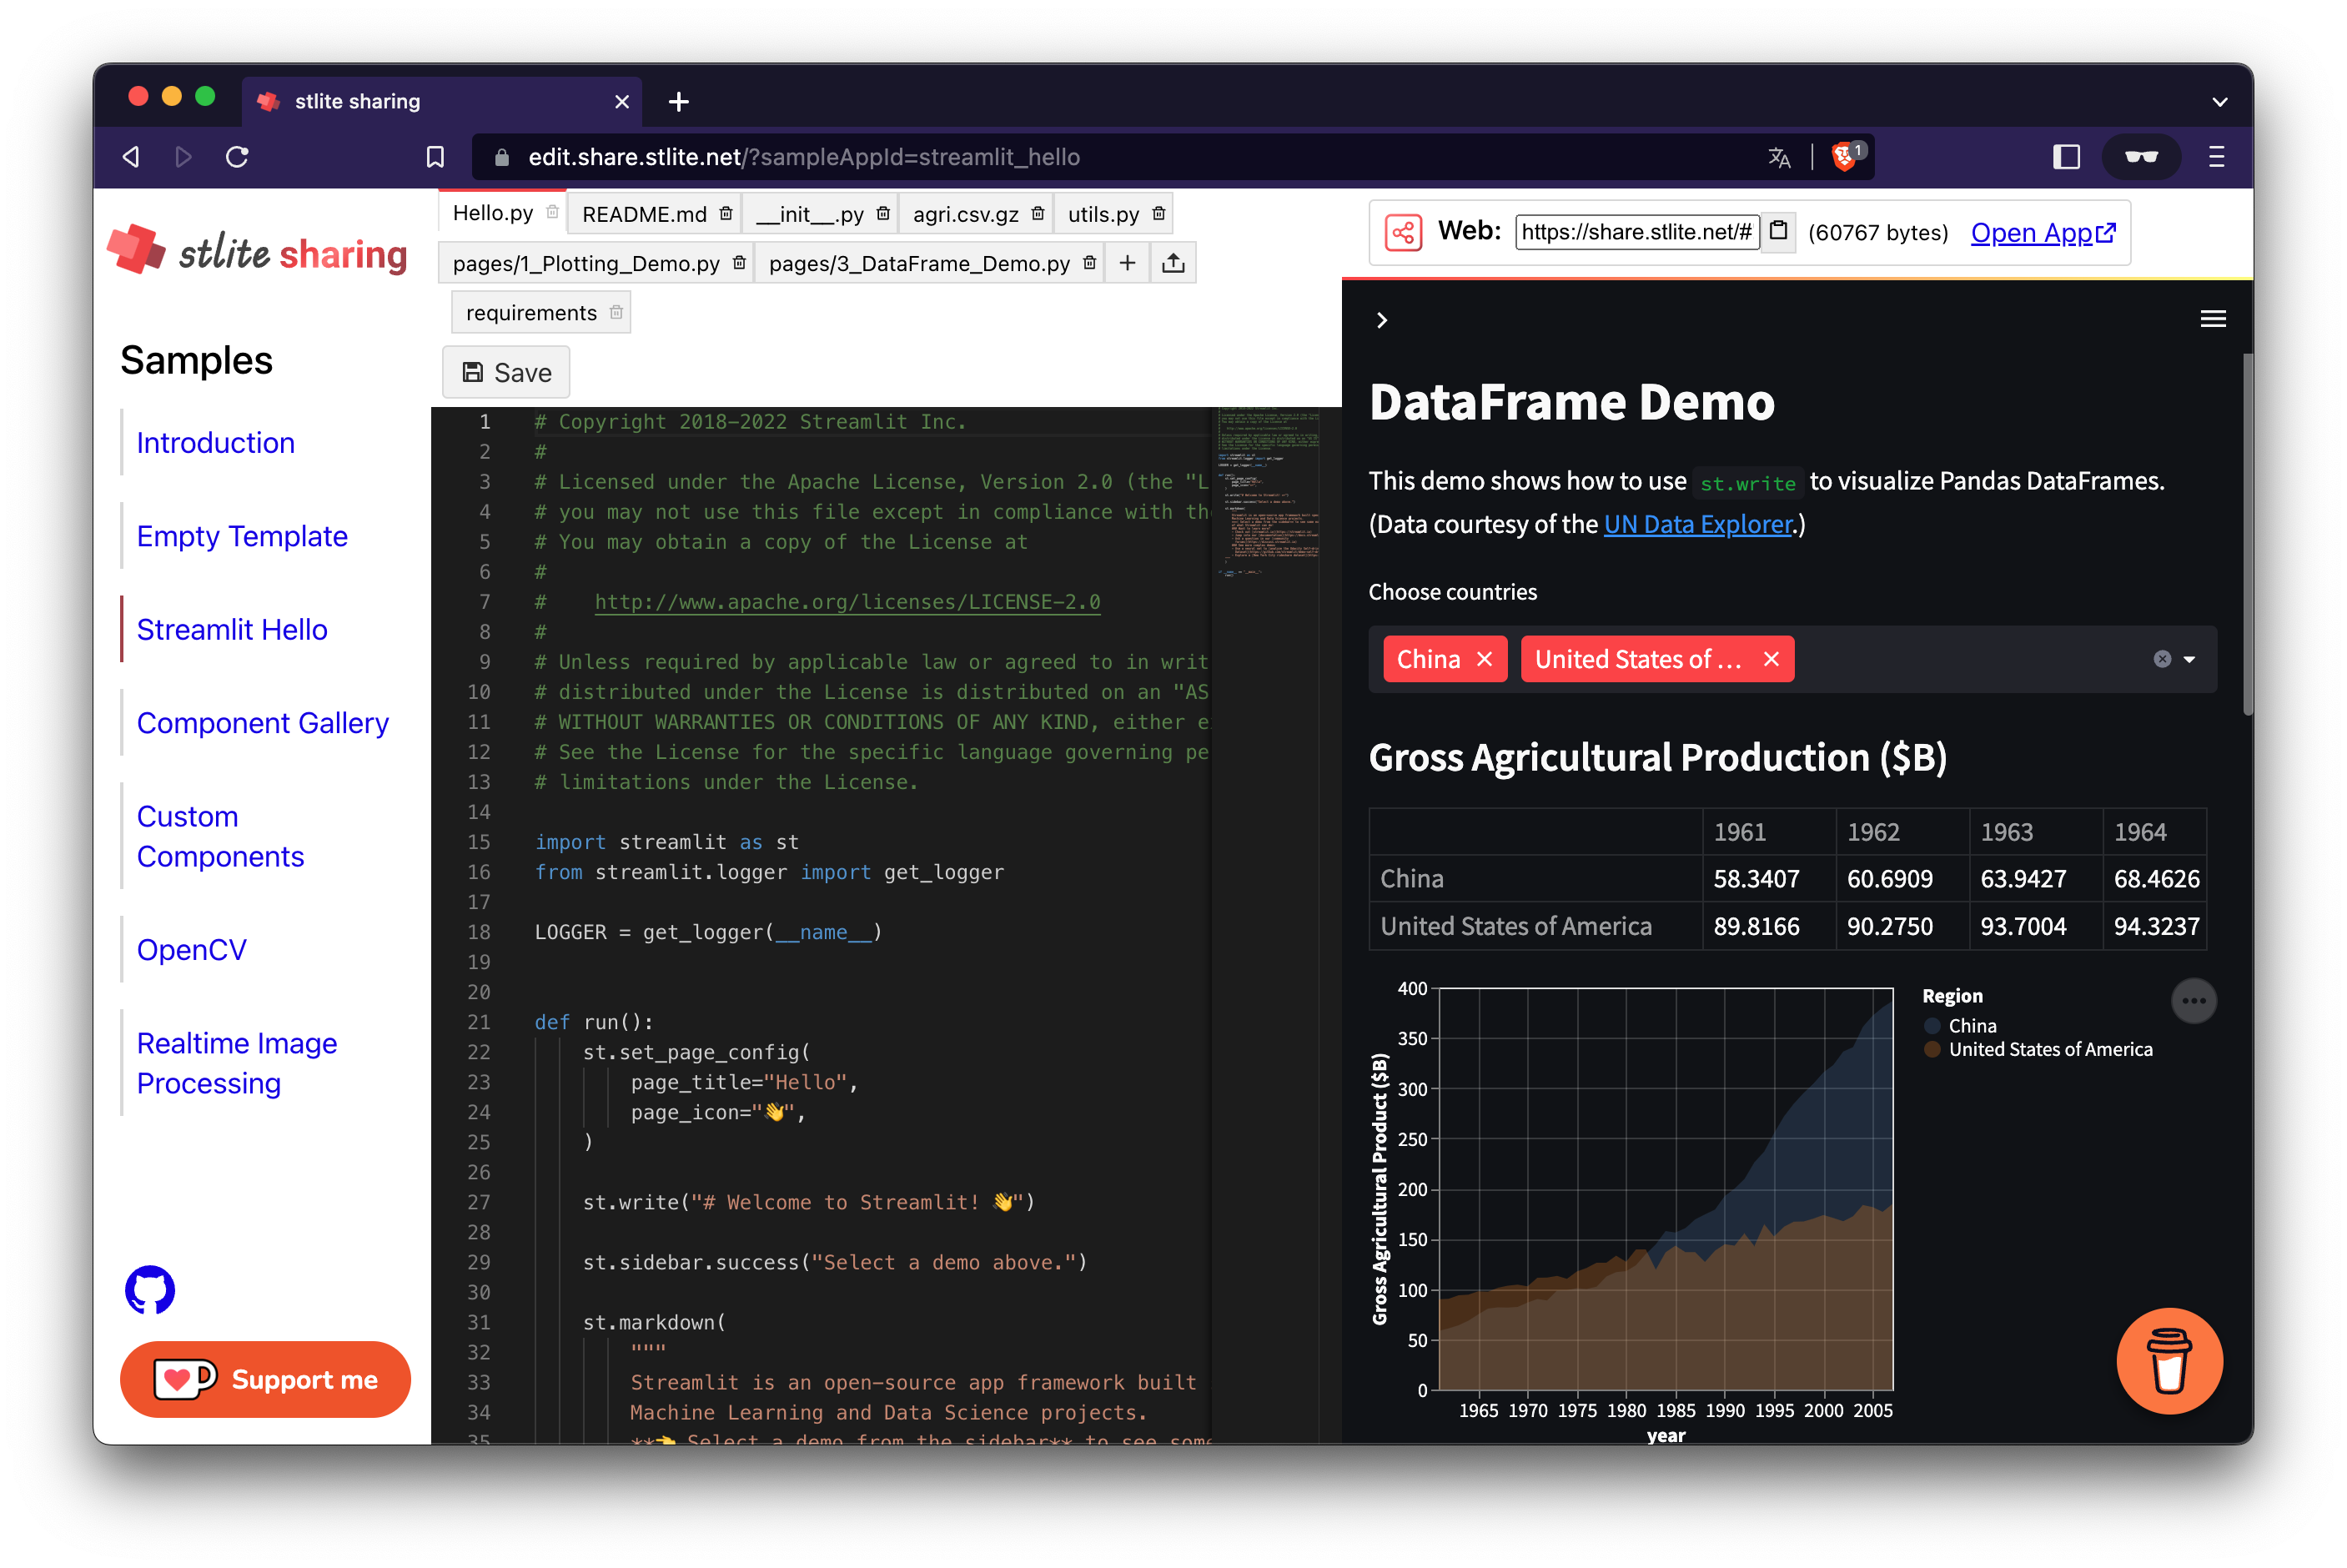 stlite sharing
edit.share.stlite.net/?sampleAppId=streamlit_hello
1
stlite sharing
Samples
Introduction
Empty Template
Streamlit Hello
Component Gallery
Custom
Components
OpenCV
Realtime Image
Processing
Support me
Hello.py README.md __init__.py agri.csv.gz utils.py
pages/1_Plotting_Demo.py pages/3_DataFrame_Demo.py +
requirements
Save
1 # Copyright 2018-2022 Streamlit Inc.
2 #
3 # Licensed under the Apache License, Version 2.0 (the "L
4 # you may not use this file except in compliance with th
5 # You may obtain a copy of the License at
6 #
7 # http://www.apache.org/licenses/LICENSE-2.0
8 #
9 # Unless required by applicable law or agreed to in writ
10 # distributed under the License is distributed on an "AS
11 # WITHOUT WARRANTIES OR CONDITIONS OF ANY KIND, either e
12 # See the License for the specific language governing pe
13 # limitations under the License.
14
15 import streamlit as st
16 from streamlit.logger import get_logger
17
18 LOGGER = get_logger(__name__)
19
20
21 def run():
22 st.set_page_config(
23 page_title="Hello",
24 page_icon="👋",
25 )
26
27 st.write("# Welcome to Streamlit! 👋")
28
29 st.sidebar.success("Select a demo above.")
30
31 st.markdown(
32 """
33 Streamlit is an open-source app framework built
34 Machine Learning and Data Science projects.
35 **👈 Select a demo from the sidebar** to see some
Web: https://share.stlite.net/# (60767 bytes) Open App
DataFrame Demo
This demo shows how to use st.write to visualize Pandas DataFrames.
(Data courtesy of the UN Data Explorer.)
Choose countries
China United States of ...
Gross Agricultural Production ($B)
1961 1962 1963 1964
China 58.3407 60.6909 63.9427 68.4626
United States of America 89.8166 90.2750 93.7004 94.3237
Gross Agricultural Product ($B)
400
350
300
250
200
150
100
50
0
1965 1970 1975 1980 1985 1990 1995 2000 2005
year
Region
China
United States of America